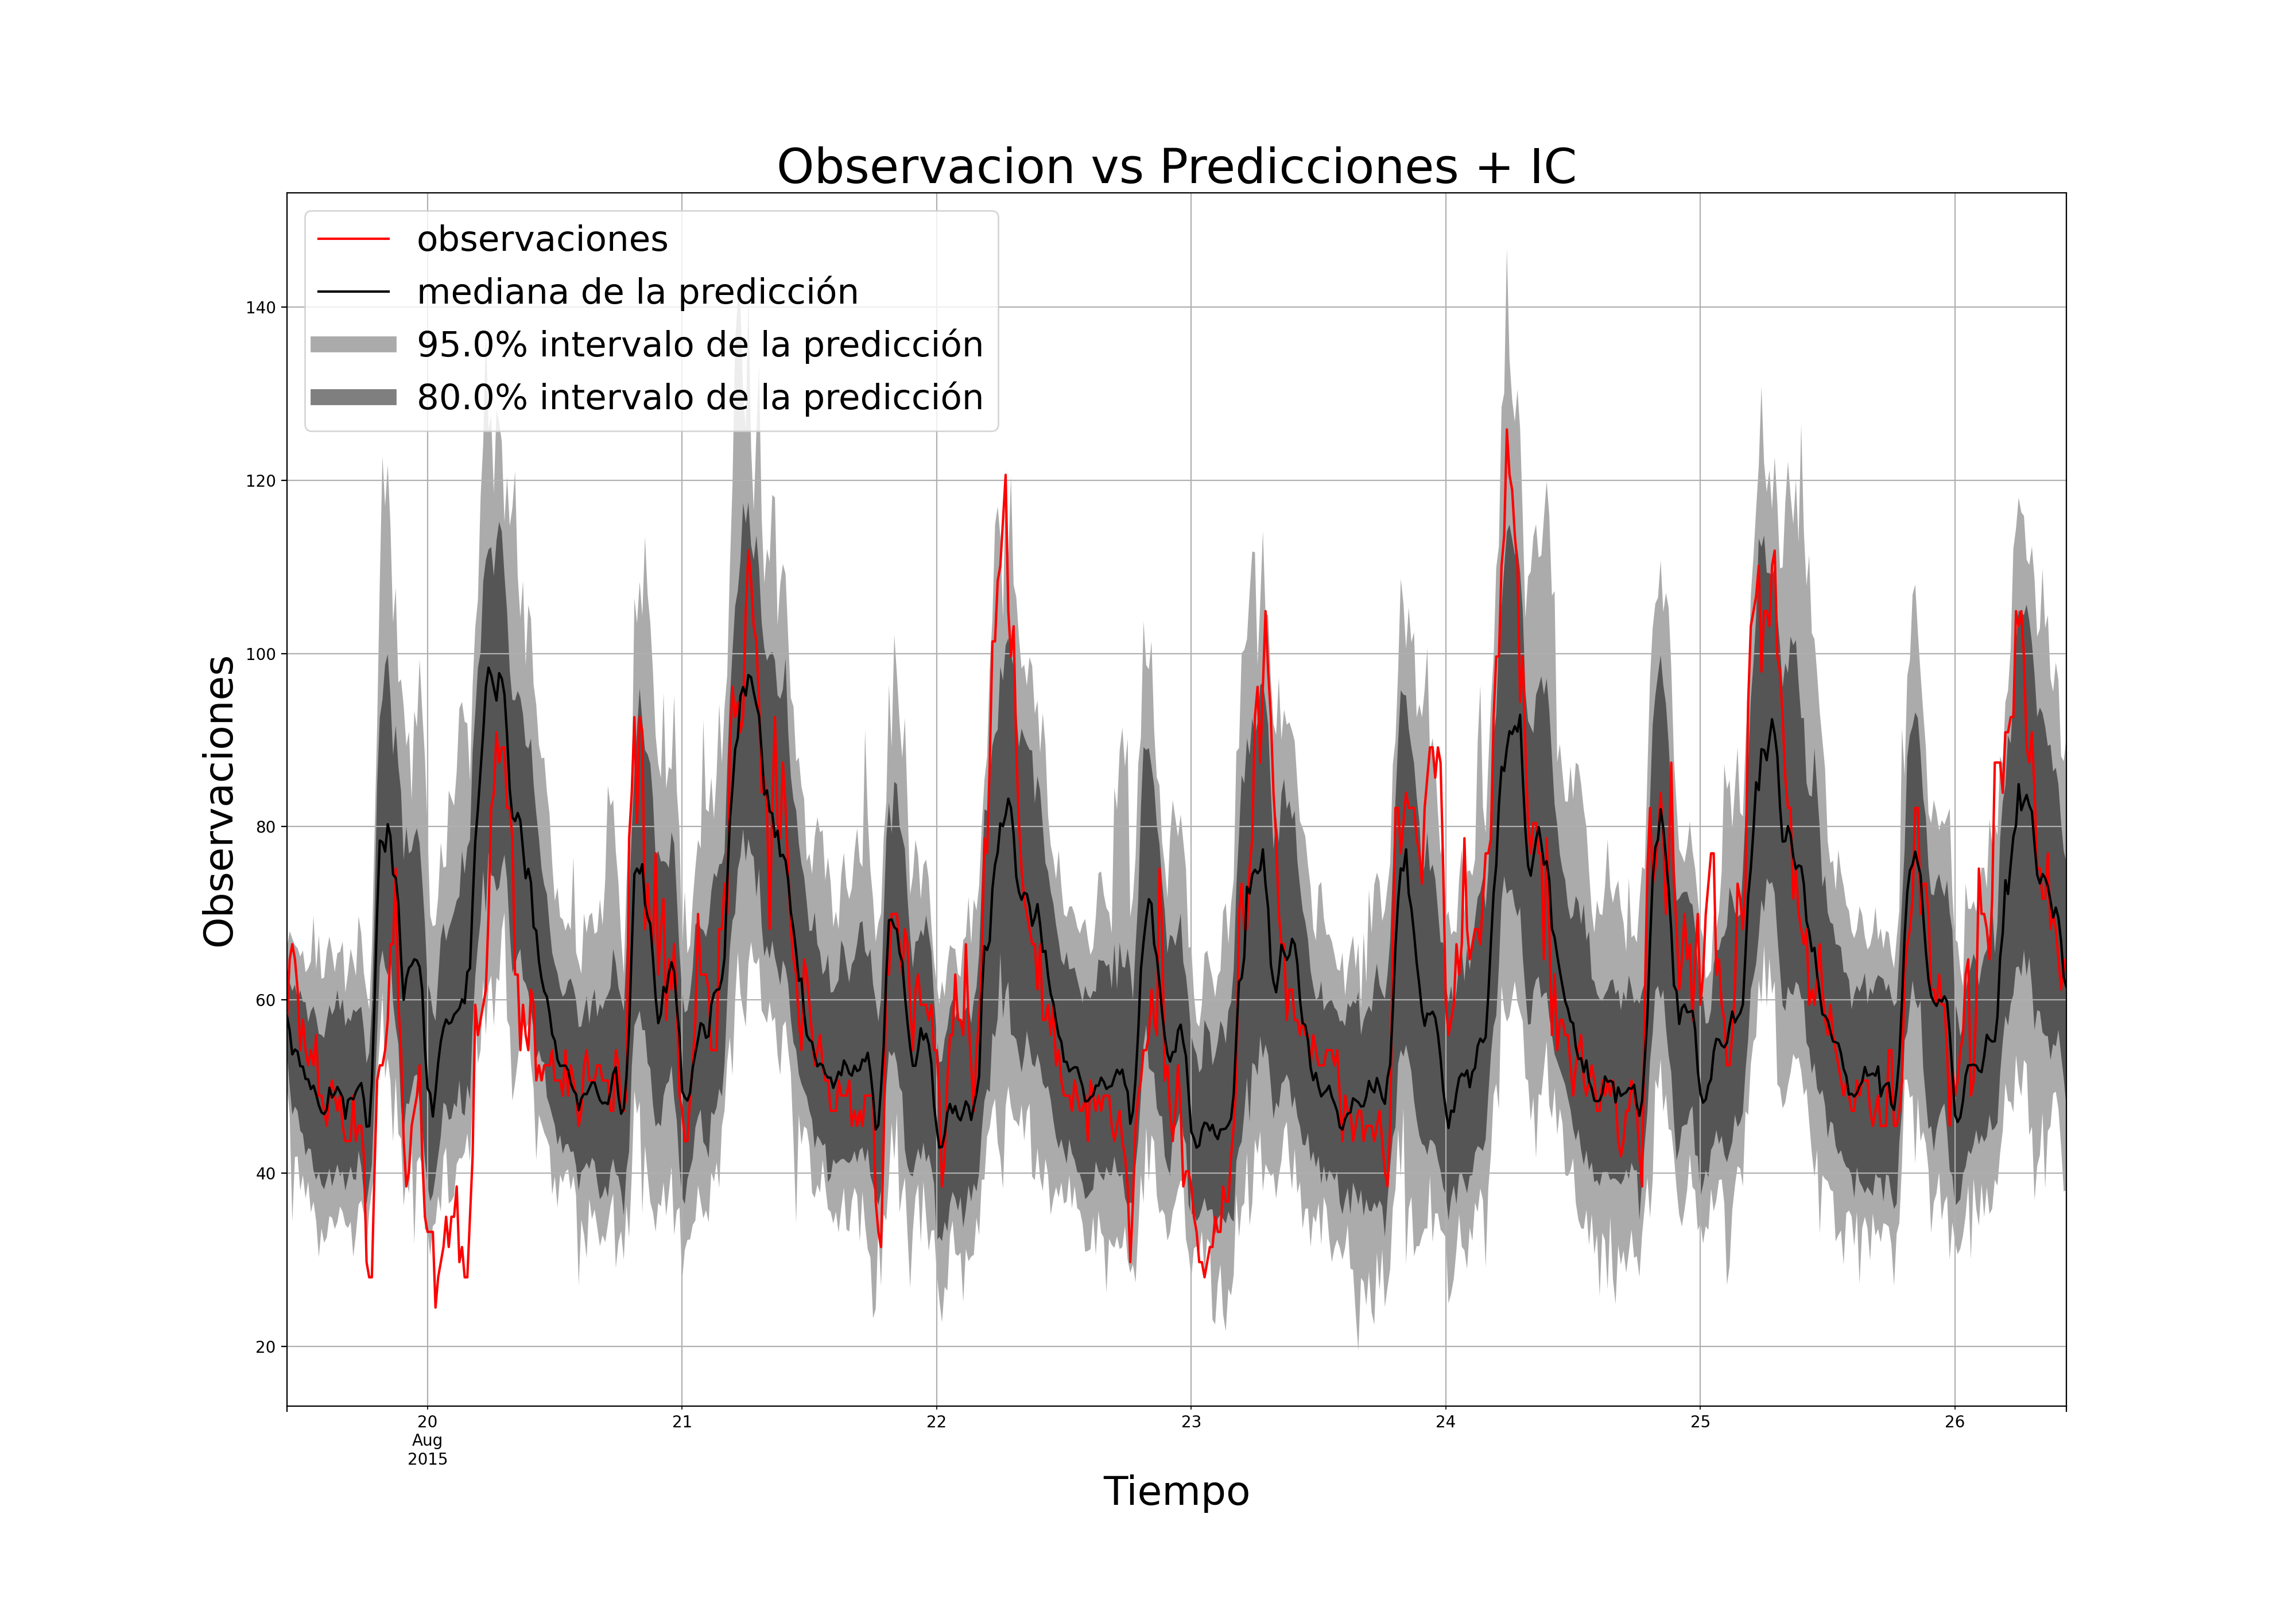 Observacion vs Predicciones + IC
observaciones
mediana de la predicción
95.0% intervalo de la predicción
80.0% intervalo de la predicción
Observaciones
140
120
100
80
60
40
20
20 21 22 23 24 25 26
Aug
2015
Tiempo